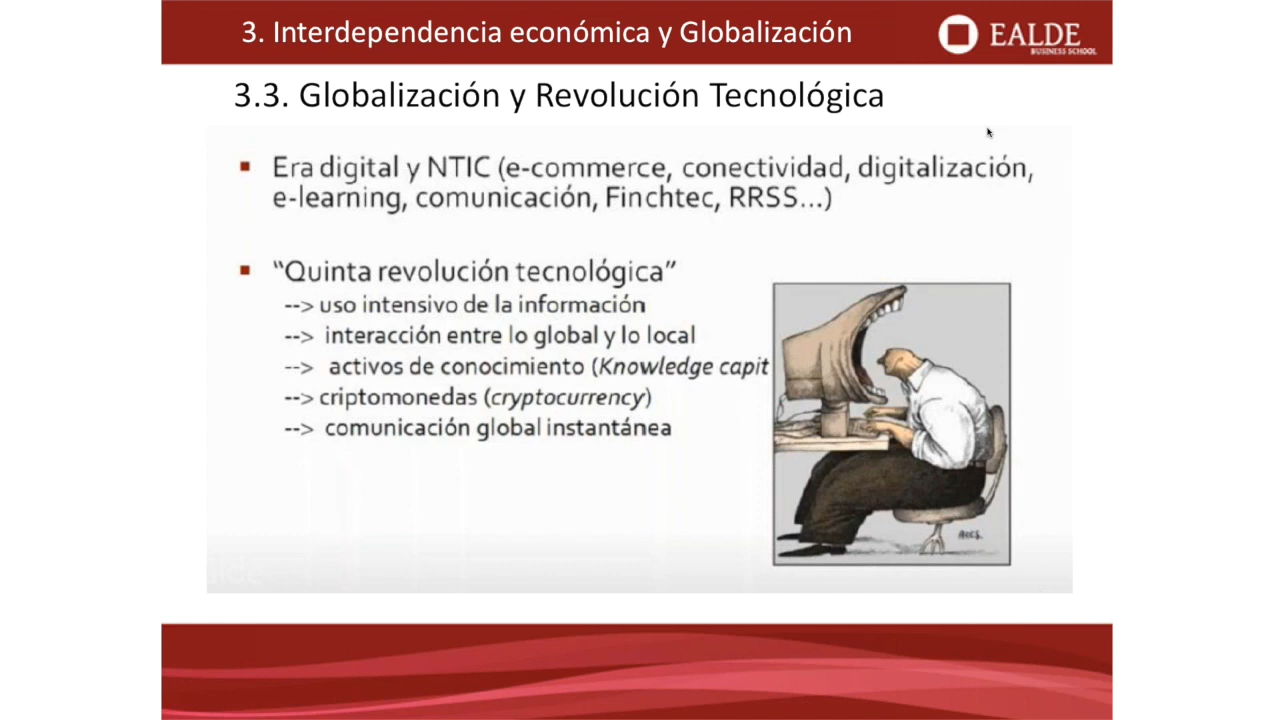 3. Interdependencia económica y Globalización
EALDE
BUSINESS SCHOOL
3.3. Globalización y Revolución Tecnológica
▪ Era digital y NTIC (e-commerce, conectividad, digitalización,
e-learning, comunicación, Finchtec, RRSS...)
▪ “Quinta revolución tecnológica”
--> uso intensivo de la información
--> interacción entre lo global y lo local
--> activos de conocimiento (Knowledge capit
--> criptomonedas (cryptocurrency)
--> comunicación global instantánea
ARES.